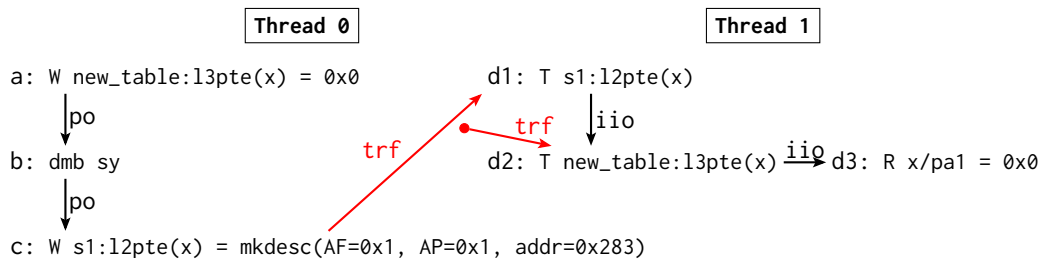 Thread 0
Thread 1
a: W new_table:l3pte(x) = 0x0
d1: T s1:l2pte(x)
po
iio
trf
trf
b: dmb sy
d2: T new_table:l3pte(x)
iio
d3: R x/pa1 = 0x0
po
c: W s1:l2pte(x) = mkdesc(AF=0x1, AP=0x1, addr=0x283)